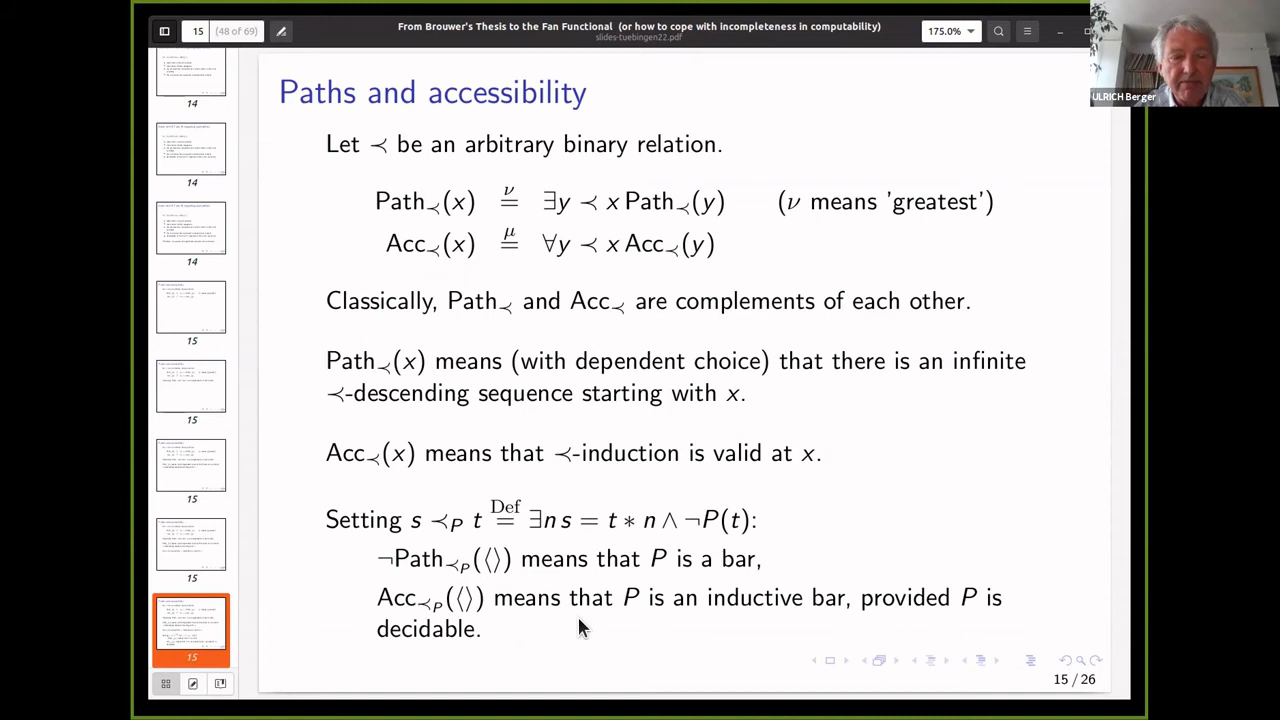 15 (48 of 69)
From Brouwer's Thesis to the Fan Functional (or how to cope with incompleteness in computability)
slides-tuebingen22.pdf
175.0%
ULRICH Berger
14
14
14
15
15
15
15
15
Paths and accessibility
Let ≺ be an arbitrary binary relation.
Path≺(x) ν= ∃y ≺ x Path≺(y) (ν means 'greatest')
Acc≺(x) μ= ∀y ≺ x Acc≺(y)
Classically, Path≺ and Acc≺ are complements of each other.
Path≺(x) means (with dependent choice) that there is an infinite
≺-descending sequence starting with x.
Acc≺(x) means that ≺-induction is valid at x.
Setting s ≺P t Def= ∃n s = t ∗ n ∧ ¬P(t):
¬Path≺P(⟨⟩) means that P is a bar,
Acc≺P(⟨⟩) means that P is an inductive bar, provided P is
decidable.
15 / 26